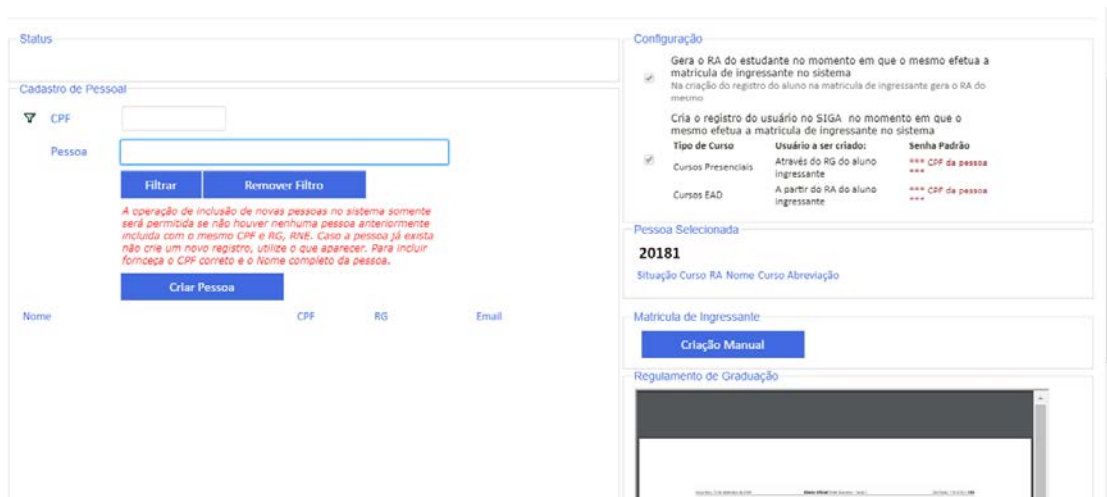 Status
Cadastro de Pessoal
CPF
Pessoa
Filtrar Remover Filtro
A operação de inclusão de novas pessoas no sistema somente
será permitida se não houver nenhuma pessoa anteriormente
incluida com o mesmo CPF e RG, RNE. Caso a pessoa já exista
não crie um novo registro, utilize o que aparecer. Para incluir
forneça o CPF correto e o Nome completo da pessoa.
Criar Pessoa
Nome CPF RG Email
Configuração
Gera o RA do estudante no momento em que o mesmo efetua a
matricula de ingressante no sistema
Na criação do registro do aluno na matricula de ingressante gera o RA do
mesmo
Cria o registro do usuário no SIGA no momento em que o
mesmo efetua a matricula de ingressante no sistema
Tipo de Curso Usuário a ser criado: Senha Padrão
Cursos Presenciais Através do RG do aluno
ingressante *** CPF da pessoa
***
Cursos EAD A partir do RA do aluno
ingressante *** CPF da pessoa
***
Pessoa Selecionada
20181
Situação Curso RA Nome Curso Abreviação
Matricula de Ingressante
Criação Manual
Regulamento de Graduação